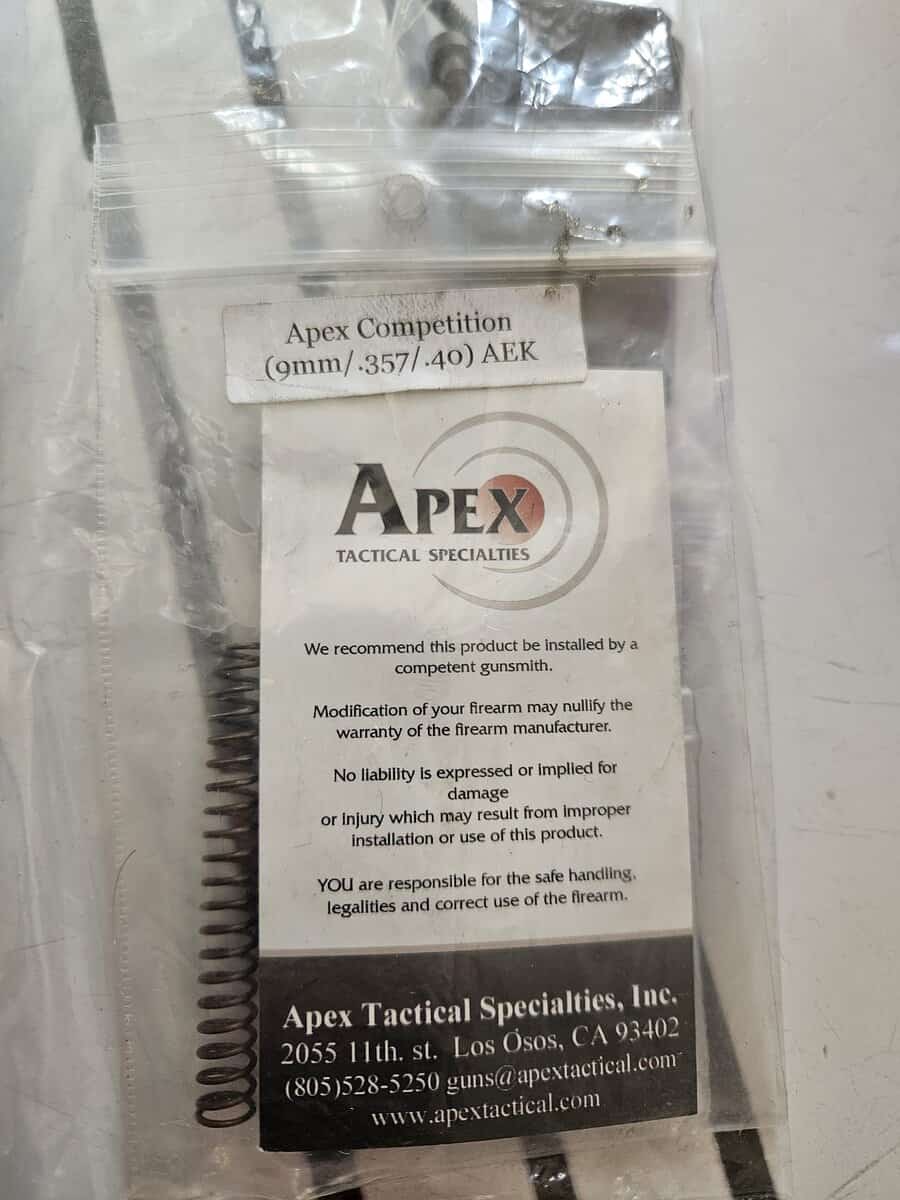 Apex Competition
(9mm/.357/.40) AEK
APEX
TACTICAL SPECIALTIES
We recommend this product be installed by a
competent gunsmith.
Modification of your firearm may nullify the
warranty of the firearm manufacturer.
No liability is expressed or implied for
damage
or injury which may result from improper
installation or use of this product.
YOU are responsible for the safe handling,
legalities and correct use of the firearm.
Apex Tactical Specialties, Inc.
2055 11th. st. Los Osos, CA 93402
(805)528-5250 guns@apextactical.com
www.apextactical.com